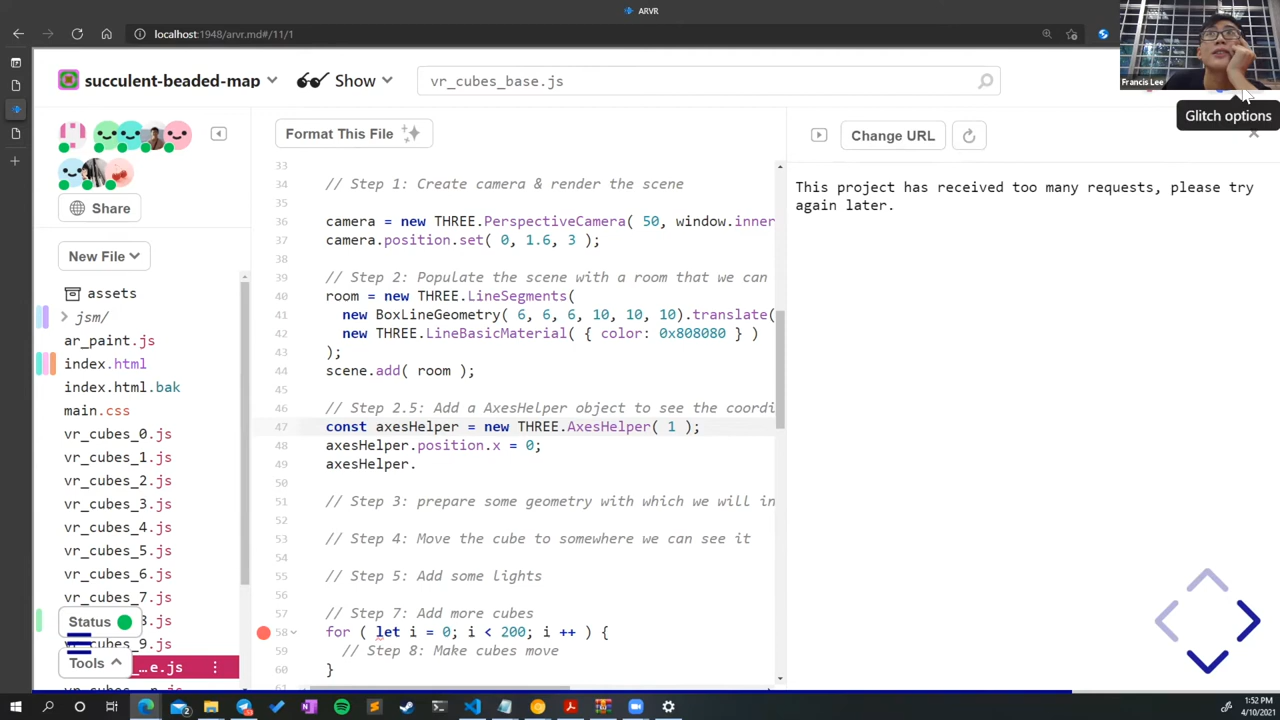 ARVR
localhost:1948/arvr.md#/11/1
Francis Lee
succulent-beaded-map
Show
vr_cubes_base.js
Glitch options
Format This File
Change URL
This project has received too many requests, please try
again later.
Share
New File
assets
jsm/
ar_paint.js
index.html
index.html.bak
main.css
vr_cubes_0.js
vr_cubes_1.js
vr_cubes_2.js
vr_cubes_3.js
vr_cubes_4.js
vr_cubes_5.js
vr_cubes_6.js
vr_cubes_7.js
Status
8.js
vr_cubes_9.js
Tools
...e.js
33
34 // Step 1: Create camera & render the scene
35
36 camera = new THREE.PerspectiveCamera( 50, window.inner
37 camera.position.set( 0, 1.6, 3 );
38
39 // Step 2: Populate the scene with a room that we can
40 room = new THREE.LineSegments(
41 new BoxLineGeometry( 6, 6, 6, 10, 10, 10).translate(
42 new THREE.LineBasicMaterial( { color: 0x808080 } )
43 );
44 scene.add( room );
45
46 // Step 2.5: Add a AxesHelper object to see the coordi
47 const axesHelper = new THREE.AxesHelper( 1 );
48 axesHelper.position.x = 0;
49 axesHelper.
50
51 // Step 3: prepare some geometry with which we will in
52
53 // Step 4: Move the cube to somewhere we can see it
54
55 // Step 5: Add some lights
56
57 // Step 7: Add more cubes
58 for ( let i = 0; i < 200; i ++ ) {
59 // Step 8: Make cubes move
60 }
1:52 PM
4/10/2021